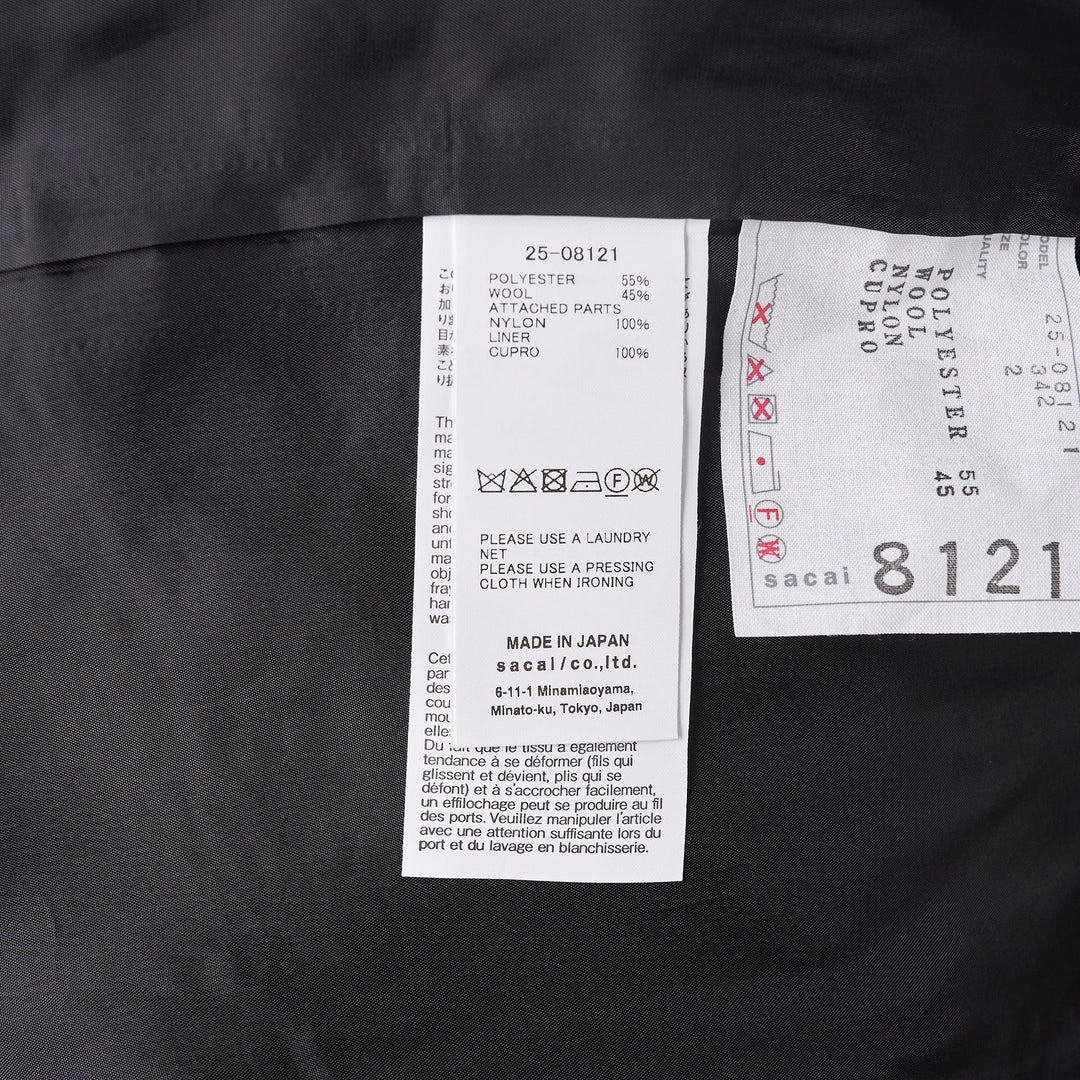 25-08121
POLYESTER 55%
WOOL 45%
ATTACHED PARTS
NYLON 100%
LINER
CUPRO 100%
PLEASE USE A LAUNDRY
NET
PLEASE USE A PRESSING
CLOTH WHEN IRONING
MADE IN JAPAN
sacai/co.,ltd.
6-11-1 Minamiaoyama,
Minato-ku, Tokyo, Japan
Du que le tissu a également
tendance à se déformer (fils qui
glissent et dévient, plis qui se
défont) et à s'accrocher facilement,
un effilochage peut se produire au fil
des ports. Veuillez manipuler l'article
avec une attention suffisante lors du
port et du lavage en blanchisserie.
25-08121
342
2
POLYESTER 55
WOOL 45
NYLON
CUPRO
F
W
sacai 8121